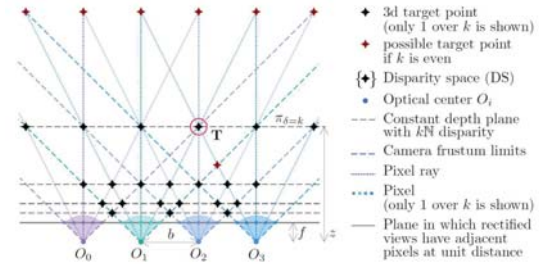 π_δ=k
T
f
z
b
O_0
O_1
O_2
O_3
3d target point
(only 1 over k is shown)
possible target point
if k is even
{ } Disparity space (DS)
Optical center O_i
Constant depth plane
with kℕ disparity
Camera frustum limits
Pixel ray
Pixel
(only 1 over k is shown)
Plane in which rectified
views have adjacent
pixels at unit distance